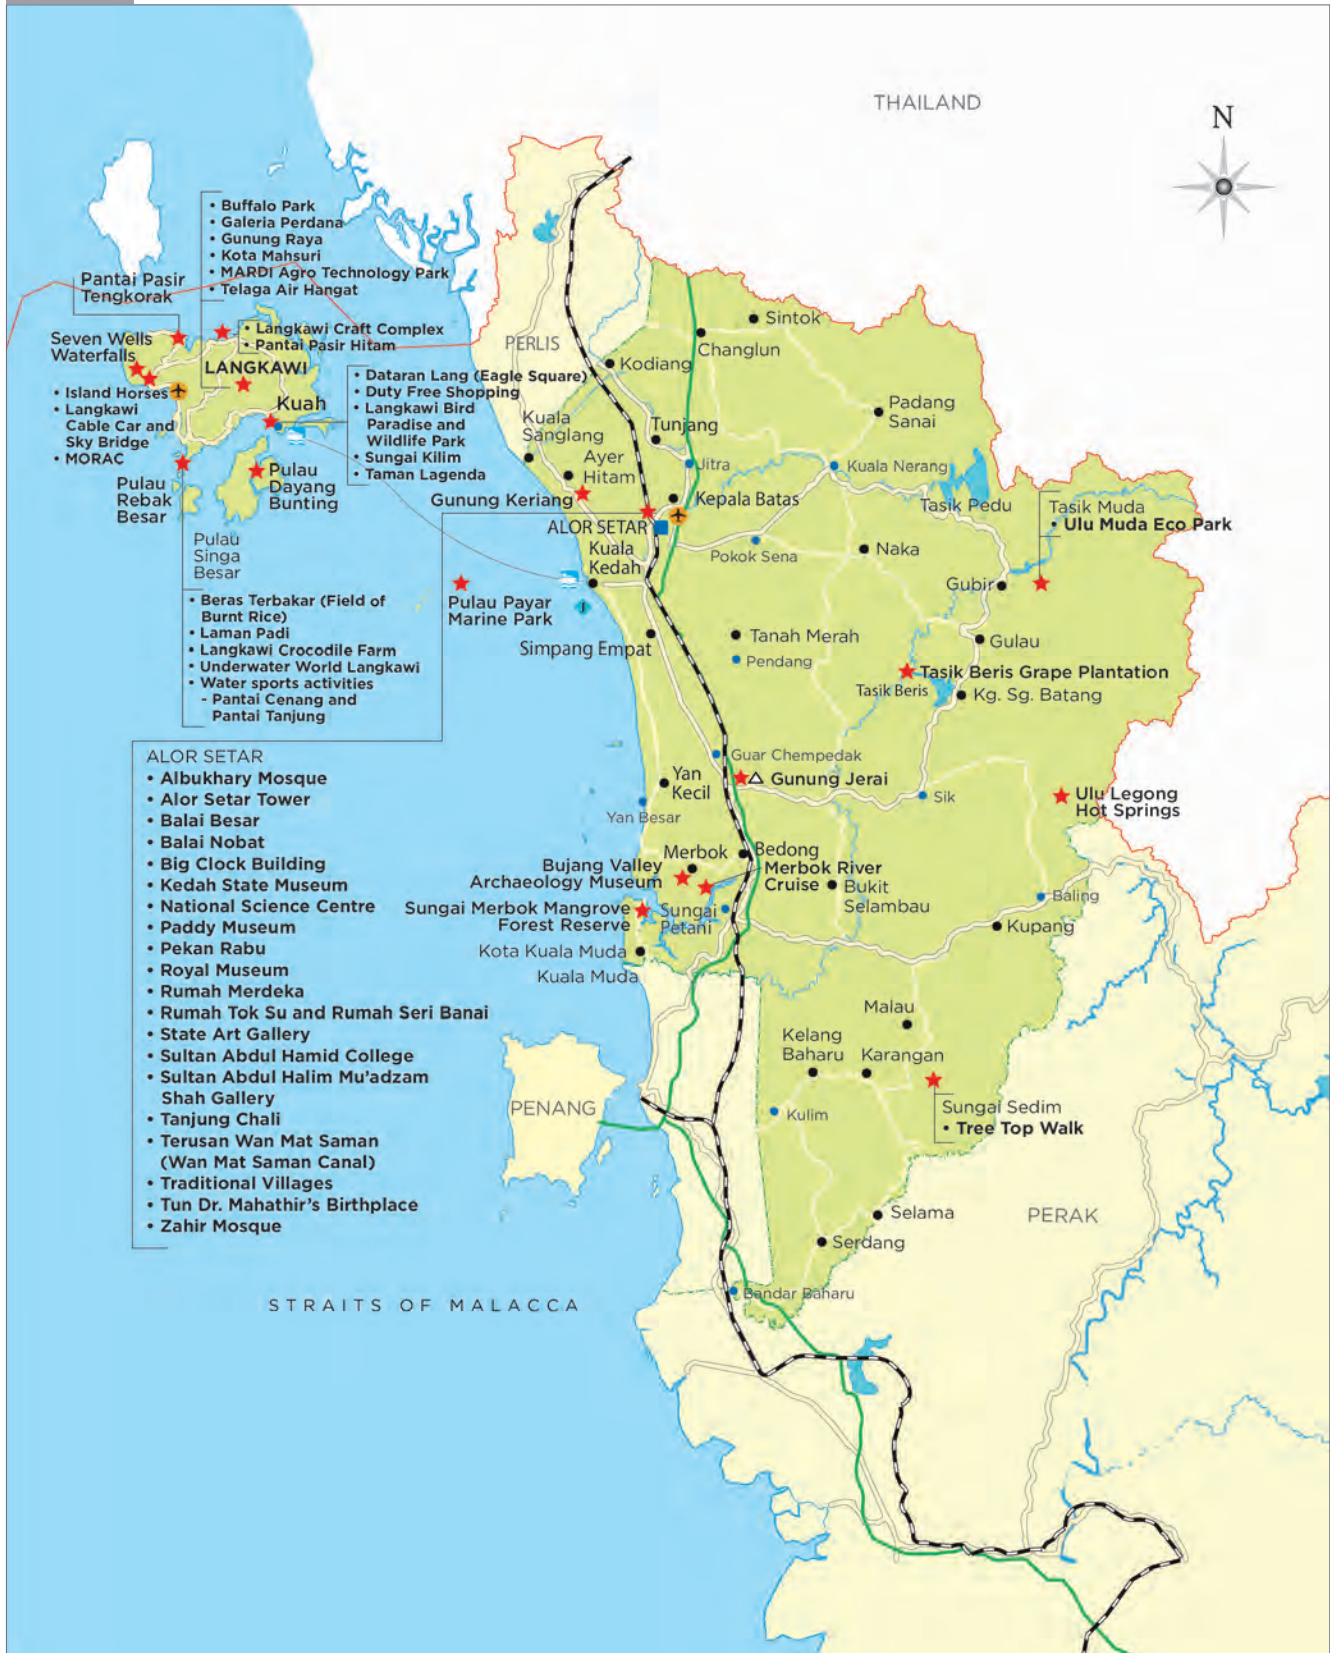 THAILAND
N
• Buffalo Park
• Galeria Perdana
• Gunung Raya
• Kota Mahsuri
• MARDI Agro Technology Park
• Telaga Air Hangat
Pantai Pasir
Tengkorak
Seven Wells
Waterfalls
• Langkawi Craft Complex
• Pantai Pasir Hitam
LANGKAWI
• Island Horses
• Langkawi
Cable Car and
Sky Bridge
• MORAC
Kuah
• Dataran Lang (Eagle Square)
• Duty Free Shopping
• Langkawi Bird
Paradise and
Wildlife Park
• Sungai Kilim
• Taman Lagenda
Pulau
Rebak
Besar
Pulau
Dayang
Bunting
Pulau
Singa
Besar
• Beras Terbakar (Field of
Burnt Rice)
• Laman Padi
• Langkawi Crocodile Farm
• Underwater World Langkawi
• Water sports activities
- Pantai Cenang and
Pantai Tanjung
PERLIS
Sintok
Changlun
Kodiang
Padang
Sanai
Kuala
Sanglang
Tunjang
Ayer
Hitam
Jitra
Kuala Nerang
Gunung Keriang
Kepala Batas
Tasik Pedu
Tasik Muda
• Ulu Muda Eco Park
ALOR SETAR
Kuala
Kedah
Pokok Sena
Naka
Gubir
Pulau Payar
Marine Park
Simpang Empat
Tanah Merah
Pendang
Gulau
Tasik Beris Grape Plantation
Tasik Beris
Kg. Sg. Batang
Guar Chempedak
Gunung Jerai
Yan
Kecil
Yan Besar
Sik
Ulu Legong
Hot Springs
Merbok
Bedong
Bujang Valley
Archaeology Museum
Merbok River
Cruise
Bukit
Selambau
Baling
Sungai Merbok Mangrove
Forest Reserve
Sungai
Petani
Kupang
Kota Kuala Muda
Kuala Muda
ALOR SETAR
• Albukhary Mosque
• Alor Setar Tower
• Balai Besar
• Balai Nobat
• Big Clock Building
• Kedah State Museum
• National Science Centre
• Paddy Museum
• Pekan Rabu
• Royal Museum
• Rumah Merdeka
• Rumah Tok Su and Rumah Seri Banai
• State Art Gallery
• Sultan Abdul Hamid College
• Sultan Abdul Halim Mu'adzam
Shah Gallery
• Tanjung Chali
• Terusan Wan Mat Saman
(Wan Mat Saman Canal)
• Traditional Villages
• Tun Dr. Mahathir's Birthplace
• Zahir Mosque
Malau
Kelang
Baharu
Karangan
PENANG
Kulim
Sungai Sedim
• Tree Top Walk
Selama
PERAK
Serdang
Bandar Baharu
STRAITS OF MALACCA